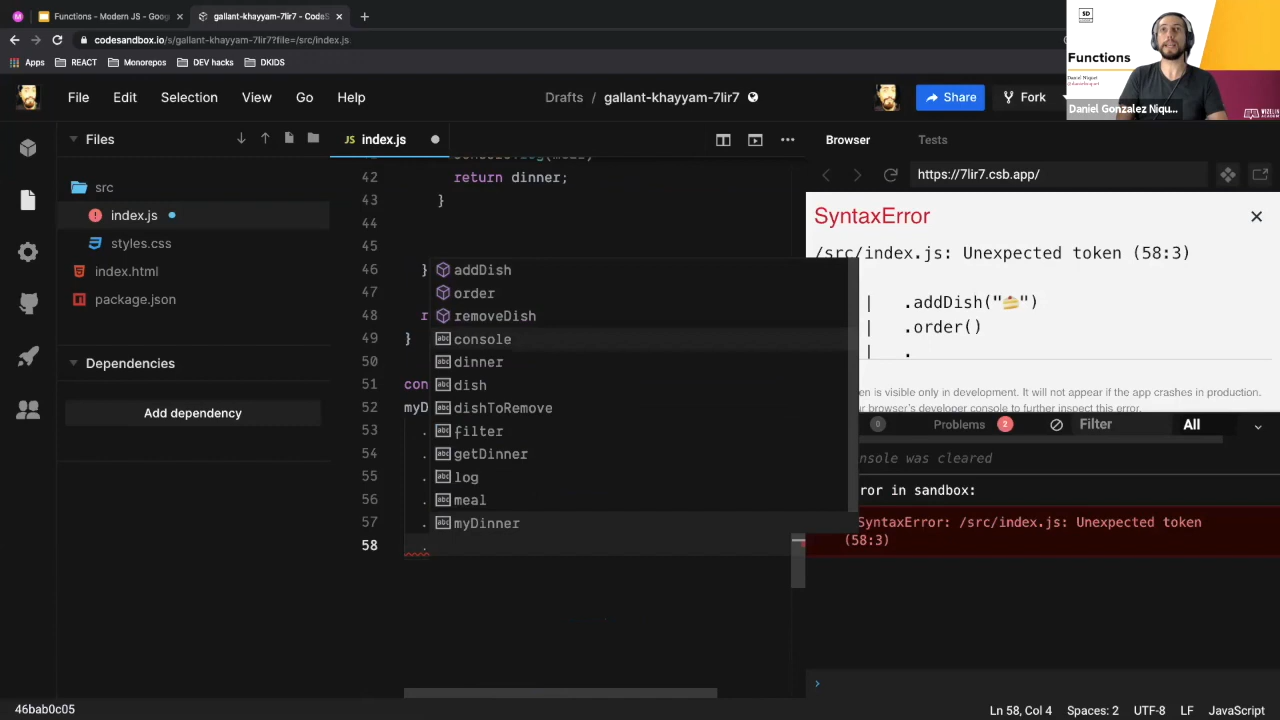 Functions - Modern JS - Goog
gallant-khayyam-7lir7 - CodeS
codesandbox.io/s/gallant-khayyam-7lir7?file=/src/index.js
Apps
REACT
Monorepos
DEV hacks
DKIDS
File
Edit
Selection
View
Go
Help
Drafts / gallant-khayyam-7lir7
Share
Fork
SD
Functions
Daniel Niquet
Daniel Gonzalez Niqu...
WIZELINE
ACADEMY
Files
src
index.js
styles.css
index.html
package.json
Dependencies
Add dependency
JS index.js
42 return dinner;
43 }
44
45
46 }
47
48 r
49 }
50
51 con
52 myD
53 .
54 .
55 .
56 .
57 .
58 .
addDish
order
removeDish
console
dinner
dish
dishToRemove
filter
getDinner
log
meal
myDinner
Browser
Tests
https://7lir7.csb.app/
SyntaxError
/src/index.js: Unexpected token (58:3)
| .addDish("🍰")
| .order()
| .
en is visible only in development. It will not appear if the app crashes in production.
ur browser's developer console to further inspect this error.
0
Problems
2
Filter
All
nsole was cleared
ror in sandbox:
SyntaxError: /src/index.js: Unexpected token
(58:3)
46bab0c05
Ln 58, Col 4
Spaces: 2
UTF-8
LF
JavaScript